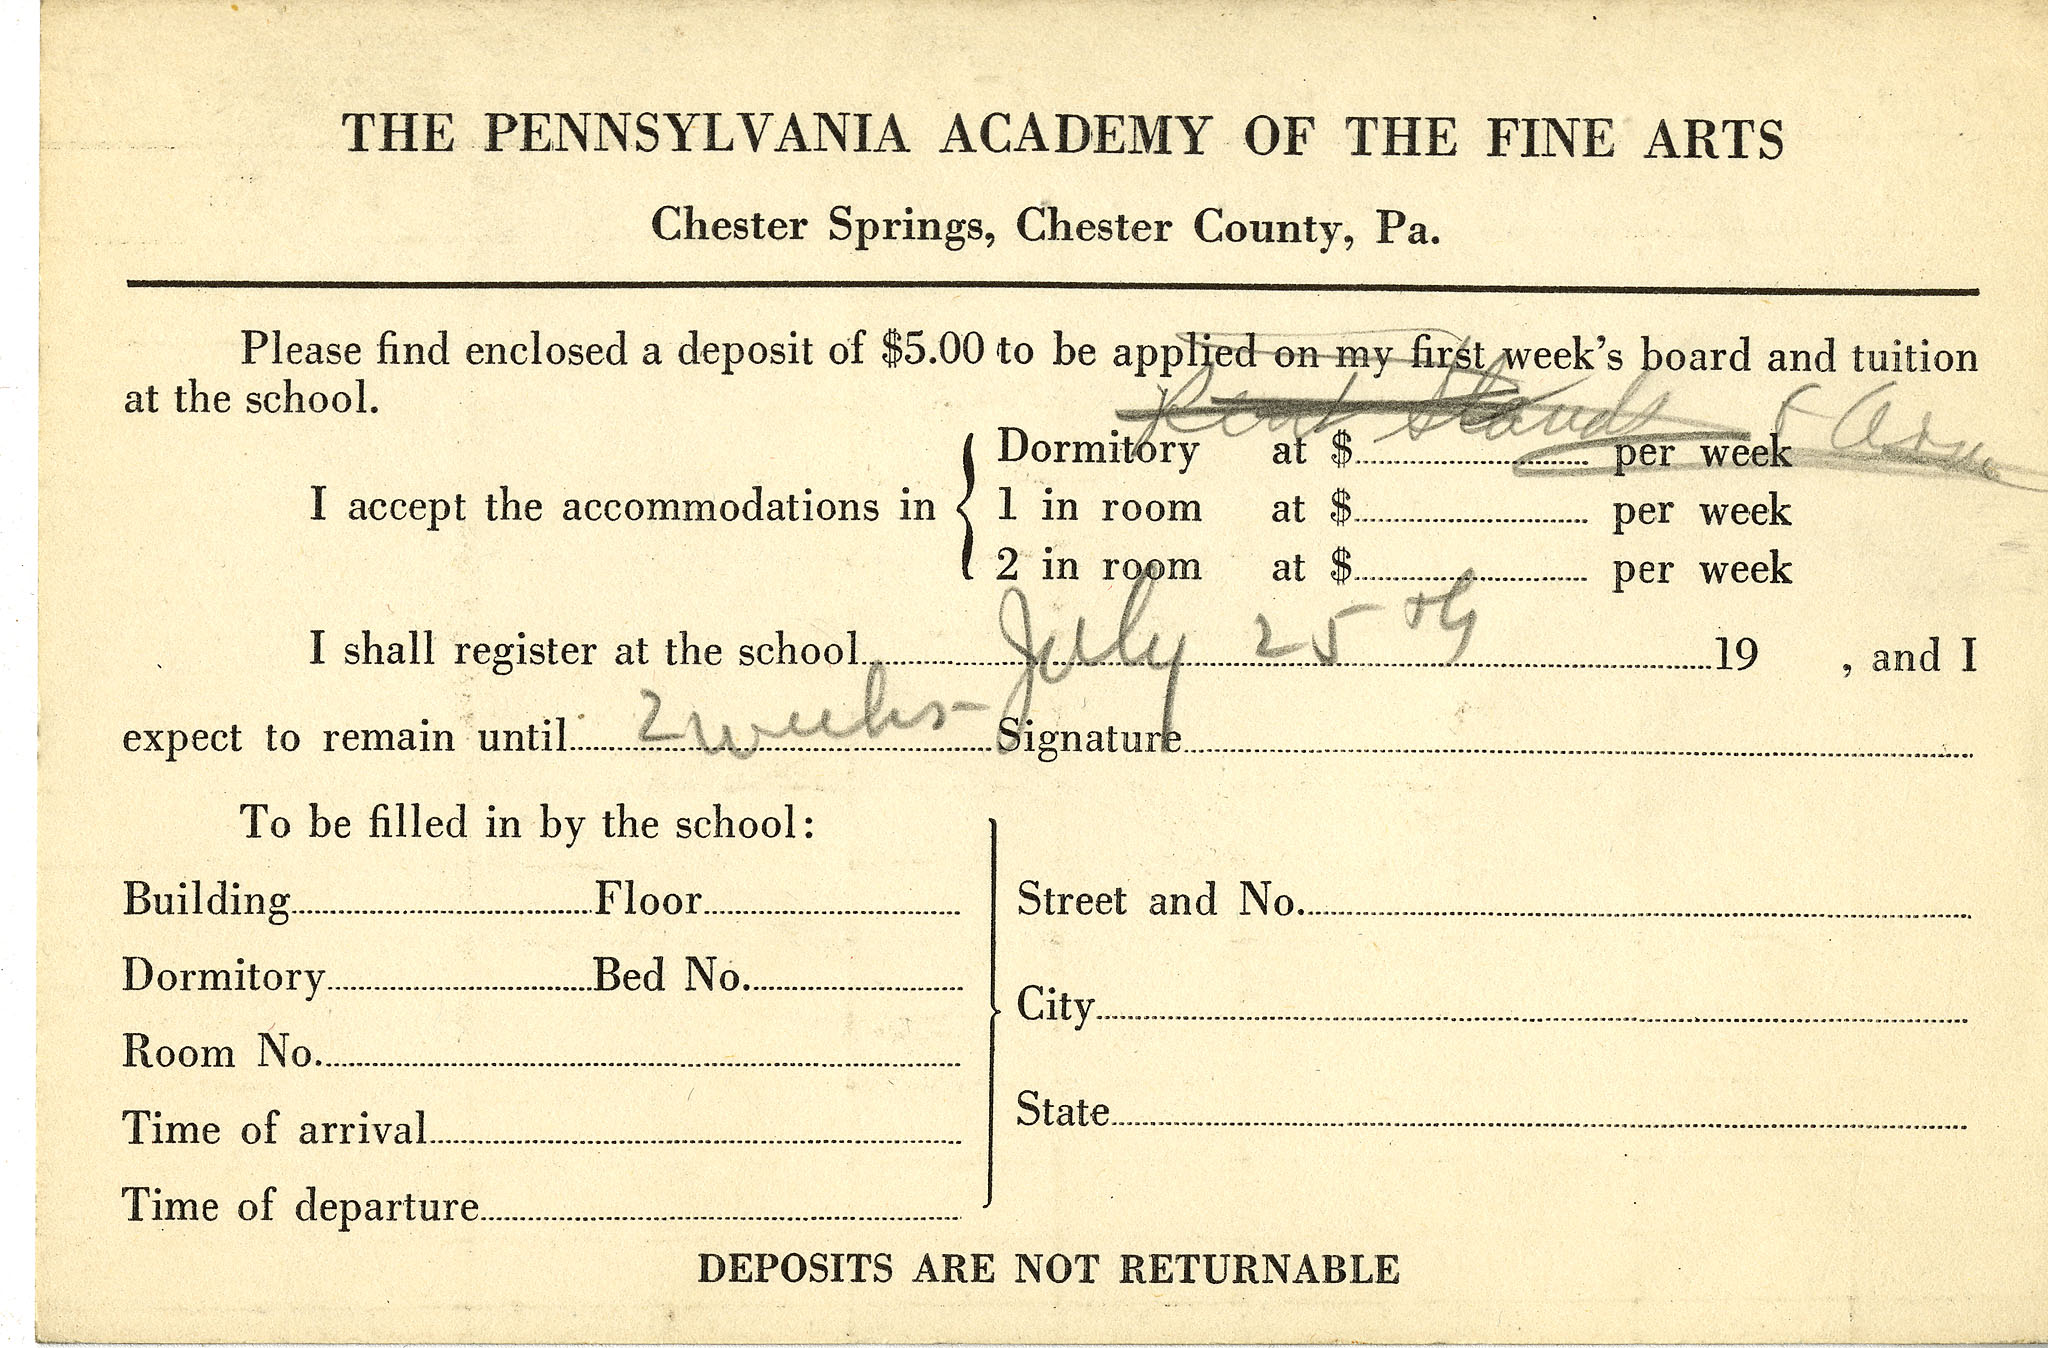 THE PENNSYLVANIA ACADEMY OF THE FINE ARTS
Chester Springs, Chester County, Pa.
Please find enclosed a deposit of $5.00 to be applied on my first week's board and tuition
at the school.
I accept the accommodations in
Dormitory at $ per week
1 in room at $ per week
2 in room at $ per week
I shall register at the school July 25th 19 , and I
expect to remain until 2 weeks Signature
To be filled in by the school:
Building Floor
Dormitory Bed No.
Room No.
Time of arrival
Time of departure
Street and No.
City
State
DEPOSITS ARE NOT RETURNABLE